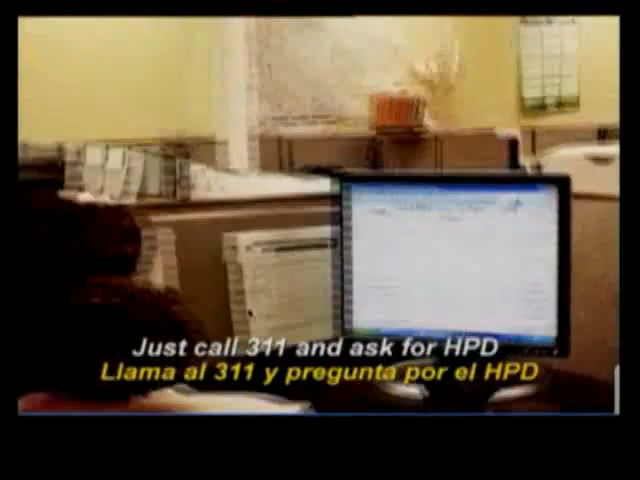 Just call 311 and ask for HPD
Llama al 311 y pregunta por el HPD